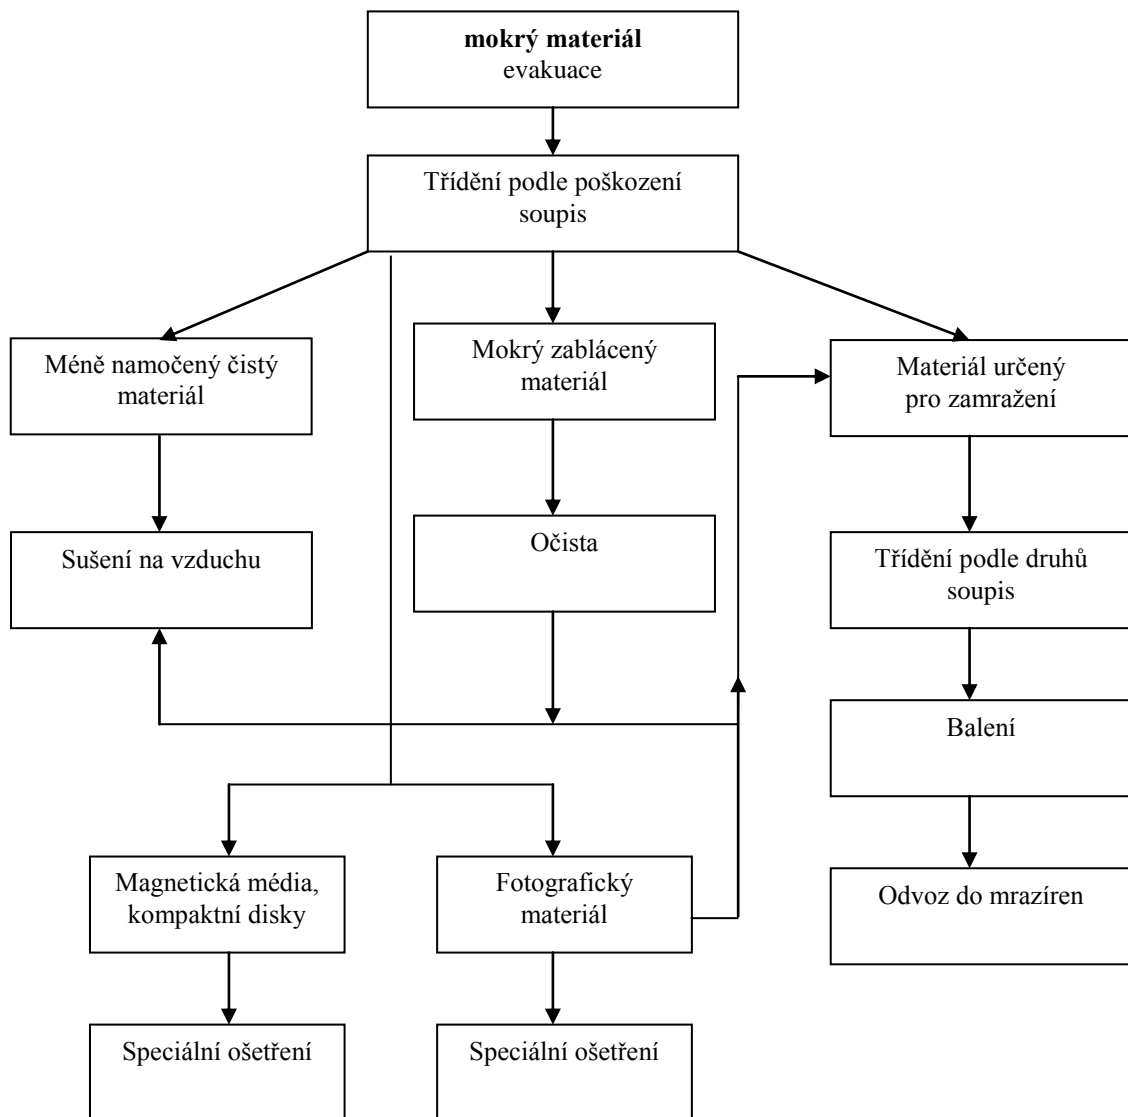 mokrý materiál
evakuace
Třídění podle poškození
soupis
Méně namočený čistý
materiál
Mokrý zablácený
materiál
Materiál určený
pro zamražení
Sušení na vzduchu
Očista
Třídění podle druhů
soupis
Balení
Magnetická média,
kompaktní disky
Fotografický
materiál
Odvoz do mrazíren
Speciální ošetření
Speciální ošetření